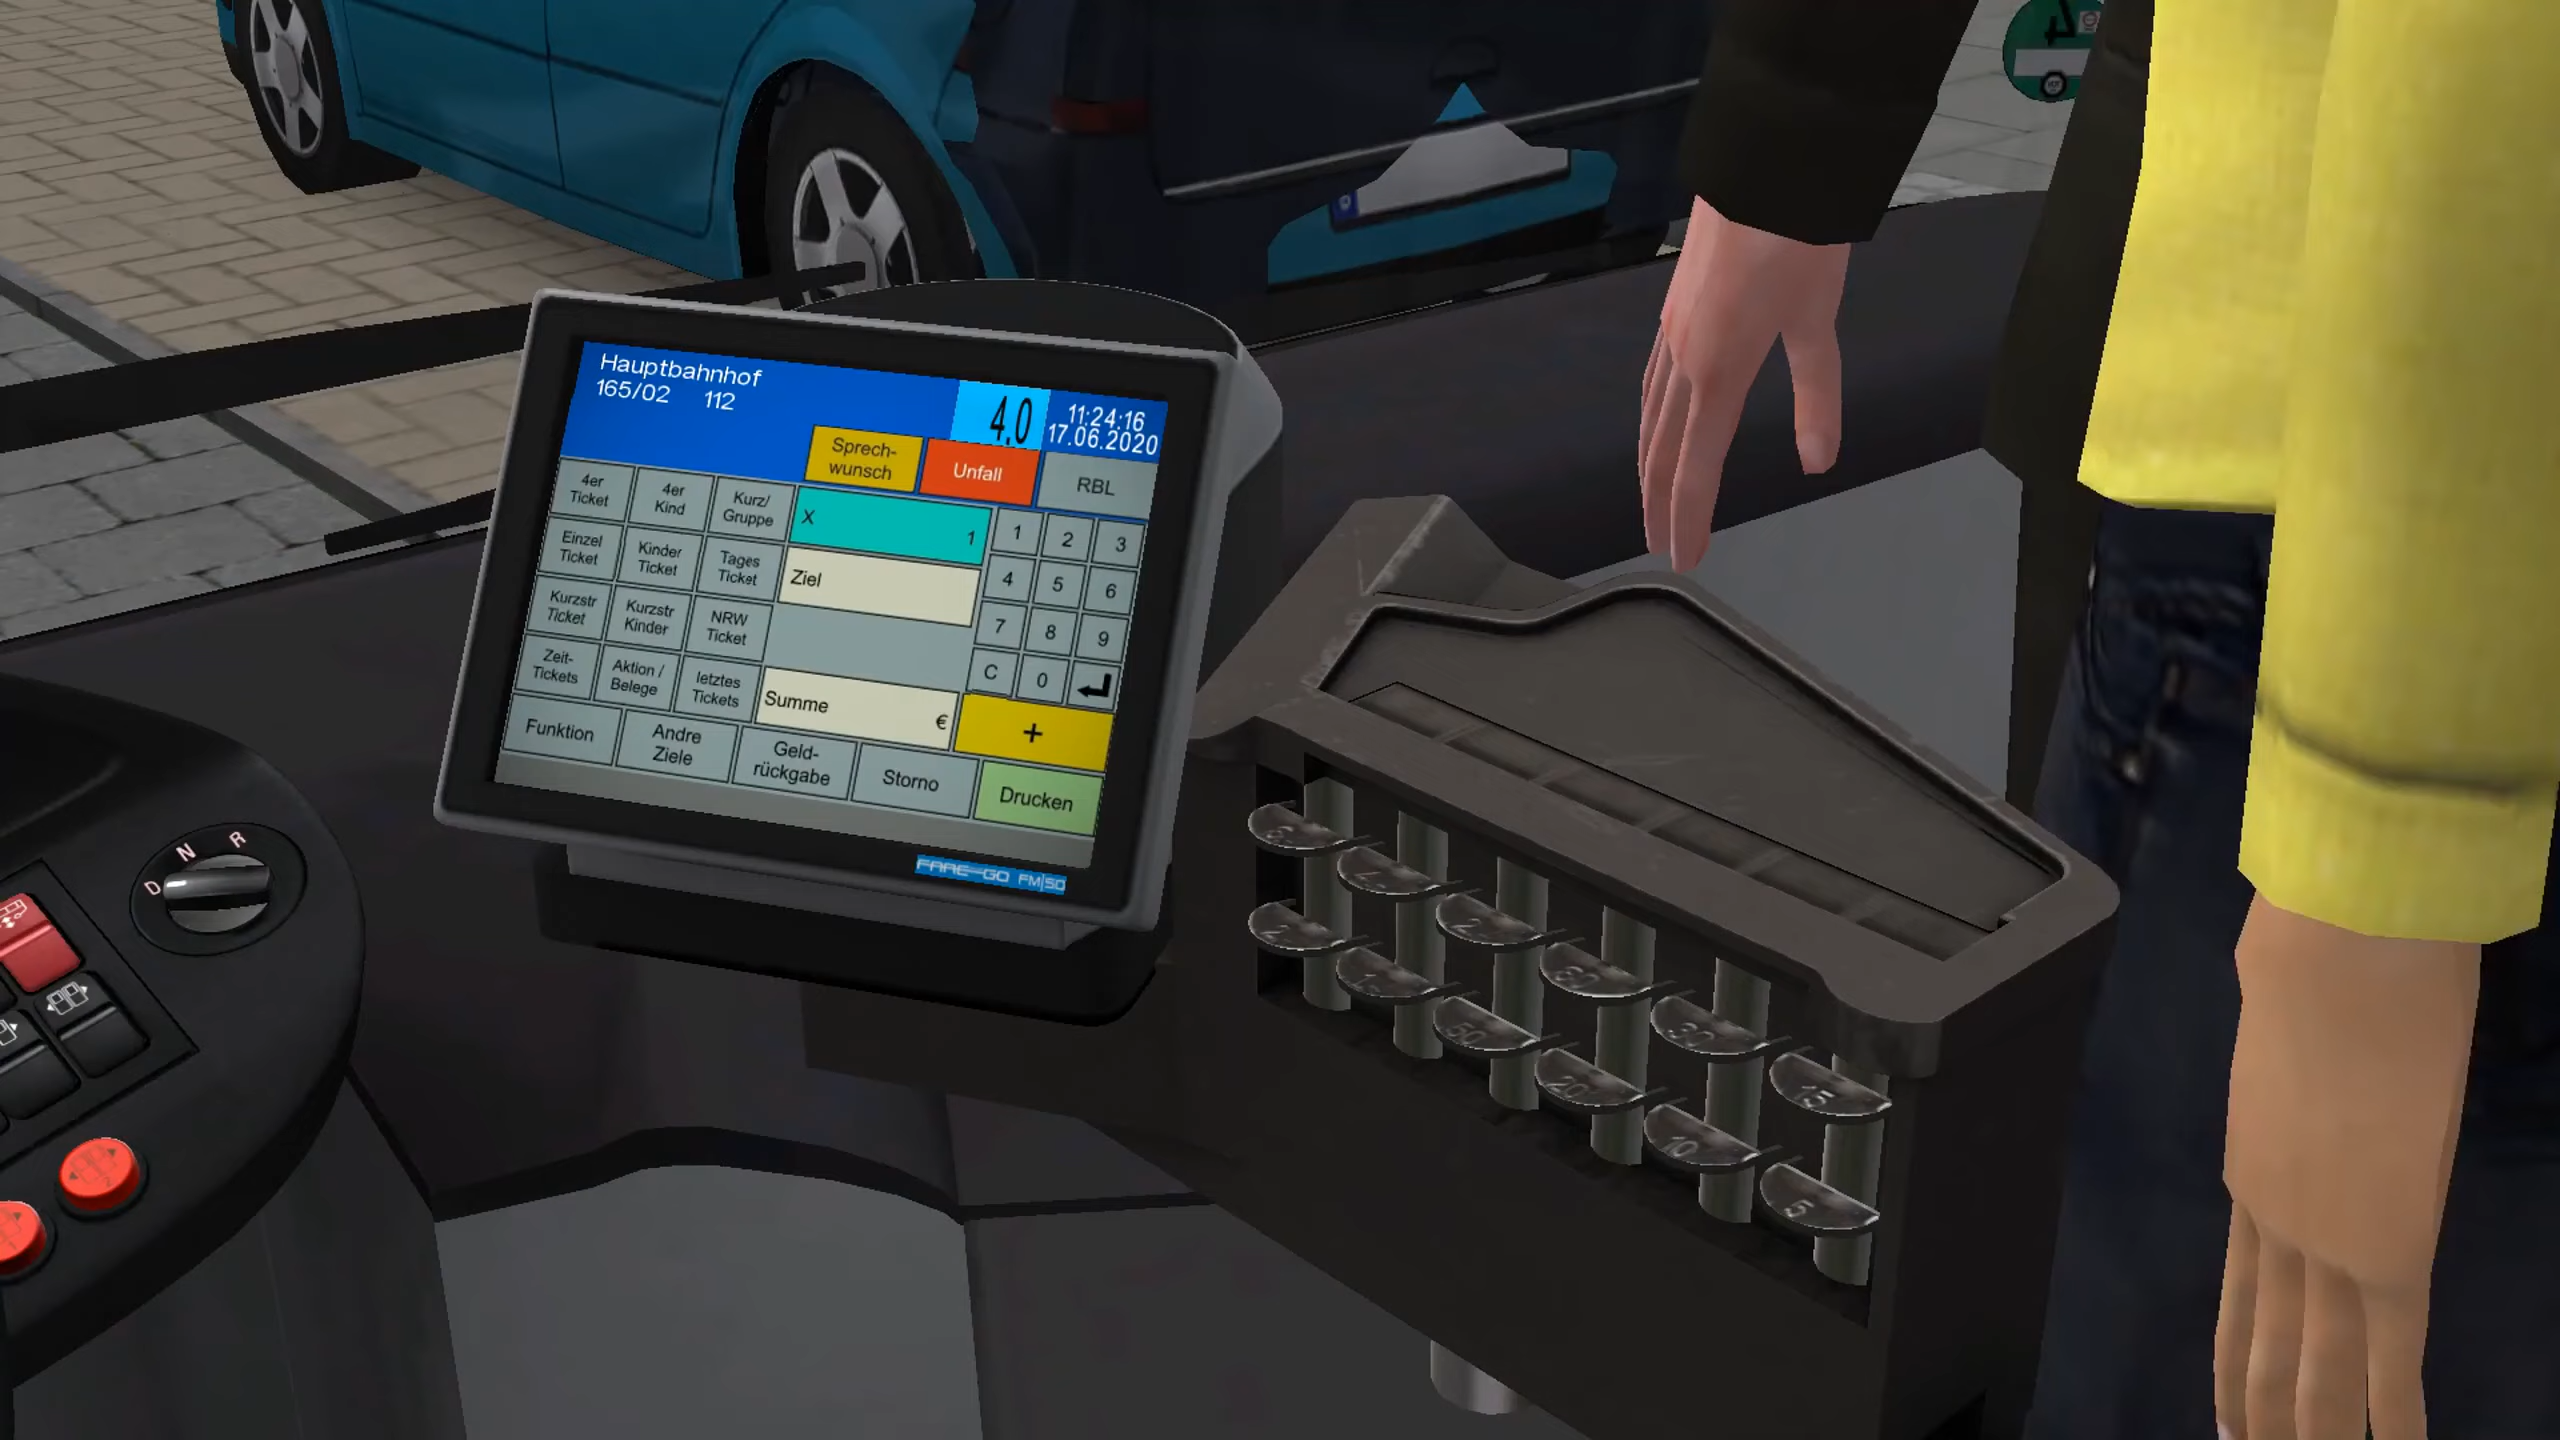 Hauptbahnhof
165/02 112
4.0
11:24:16
17.06.2020
Sprech-
wunsch
Unfall
RBL
4er
Ticket
4er
Kind
Kurz/
Gruppe
X 1
1 2 3
Einzel
Ticket
Kinder
Ticket
Tages
Ticket
Ziel
4 5 6
Kurzstr
Ticket
Kurzstr
Kinder
NRW
Ticket
7 8 9
Zeit-
Tickets
Aktion /
Belege
letztes
Tickets
Summe €
C 0
+
Funktion
Andre
Ziele
Geld-
rückgabe
Storno
Drucken
FARE-GO FM|50
D N R
2 1 50 20 10 5
4